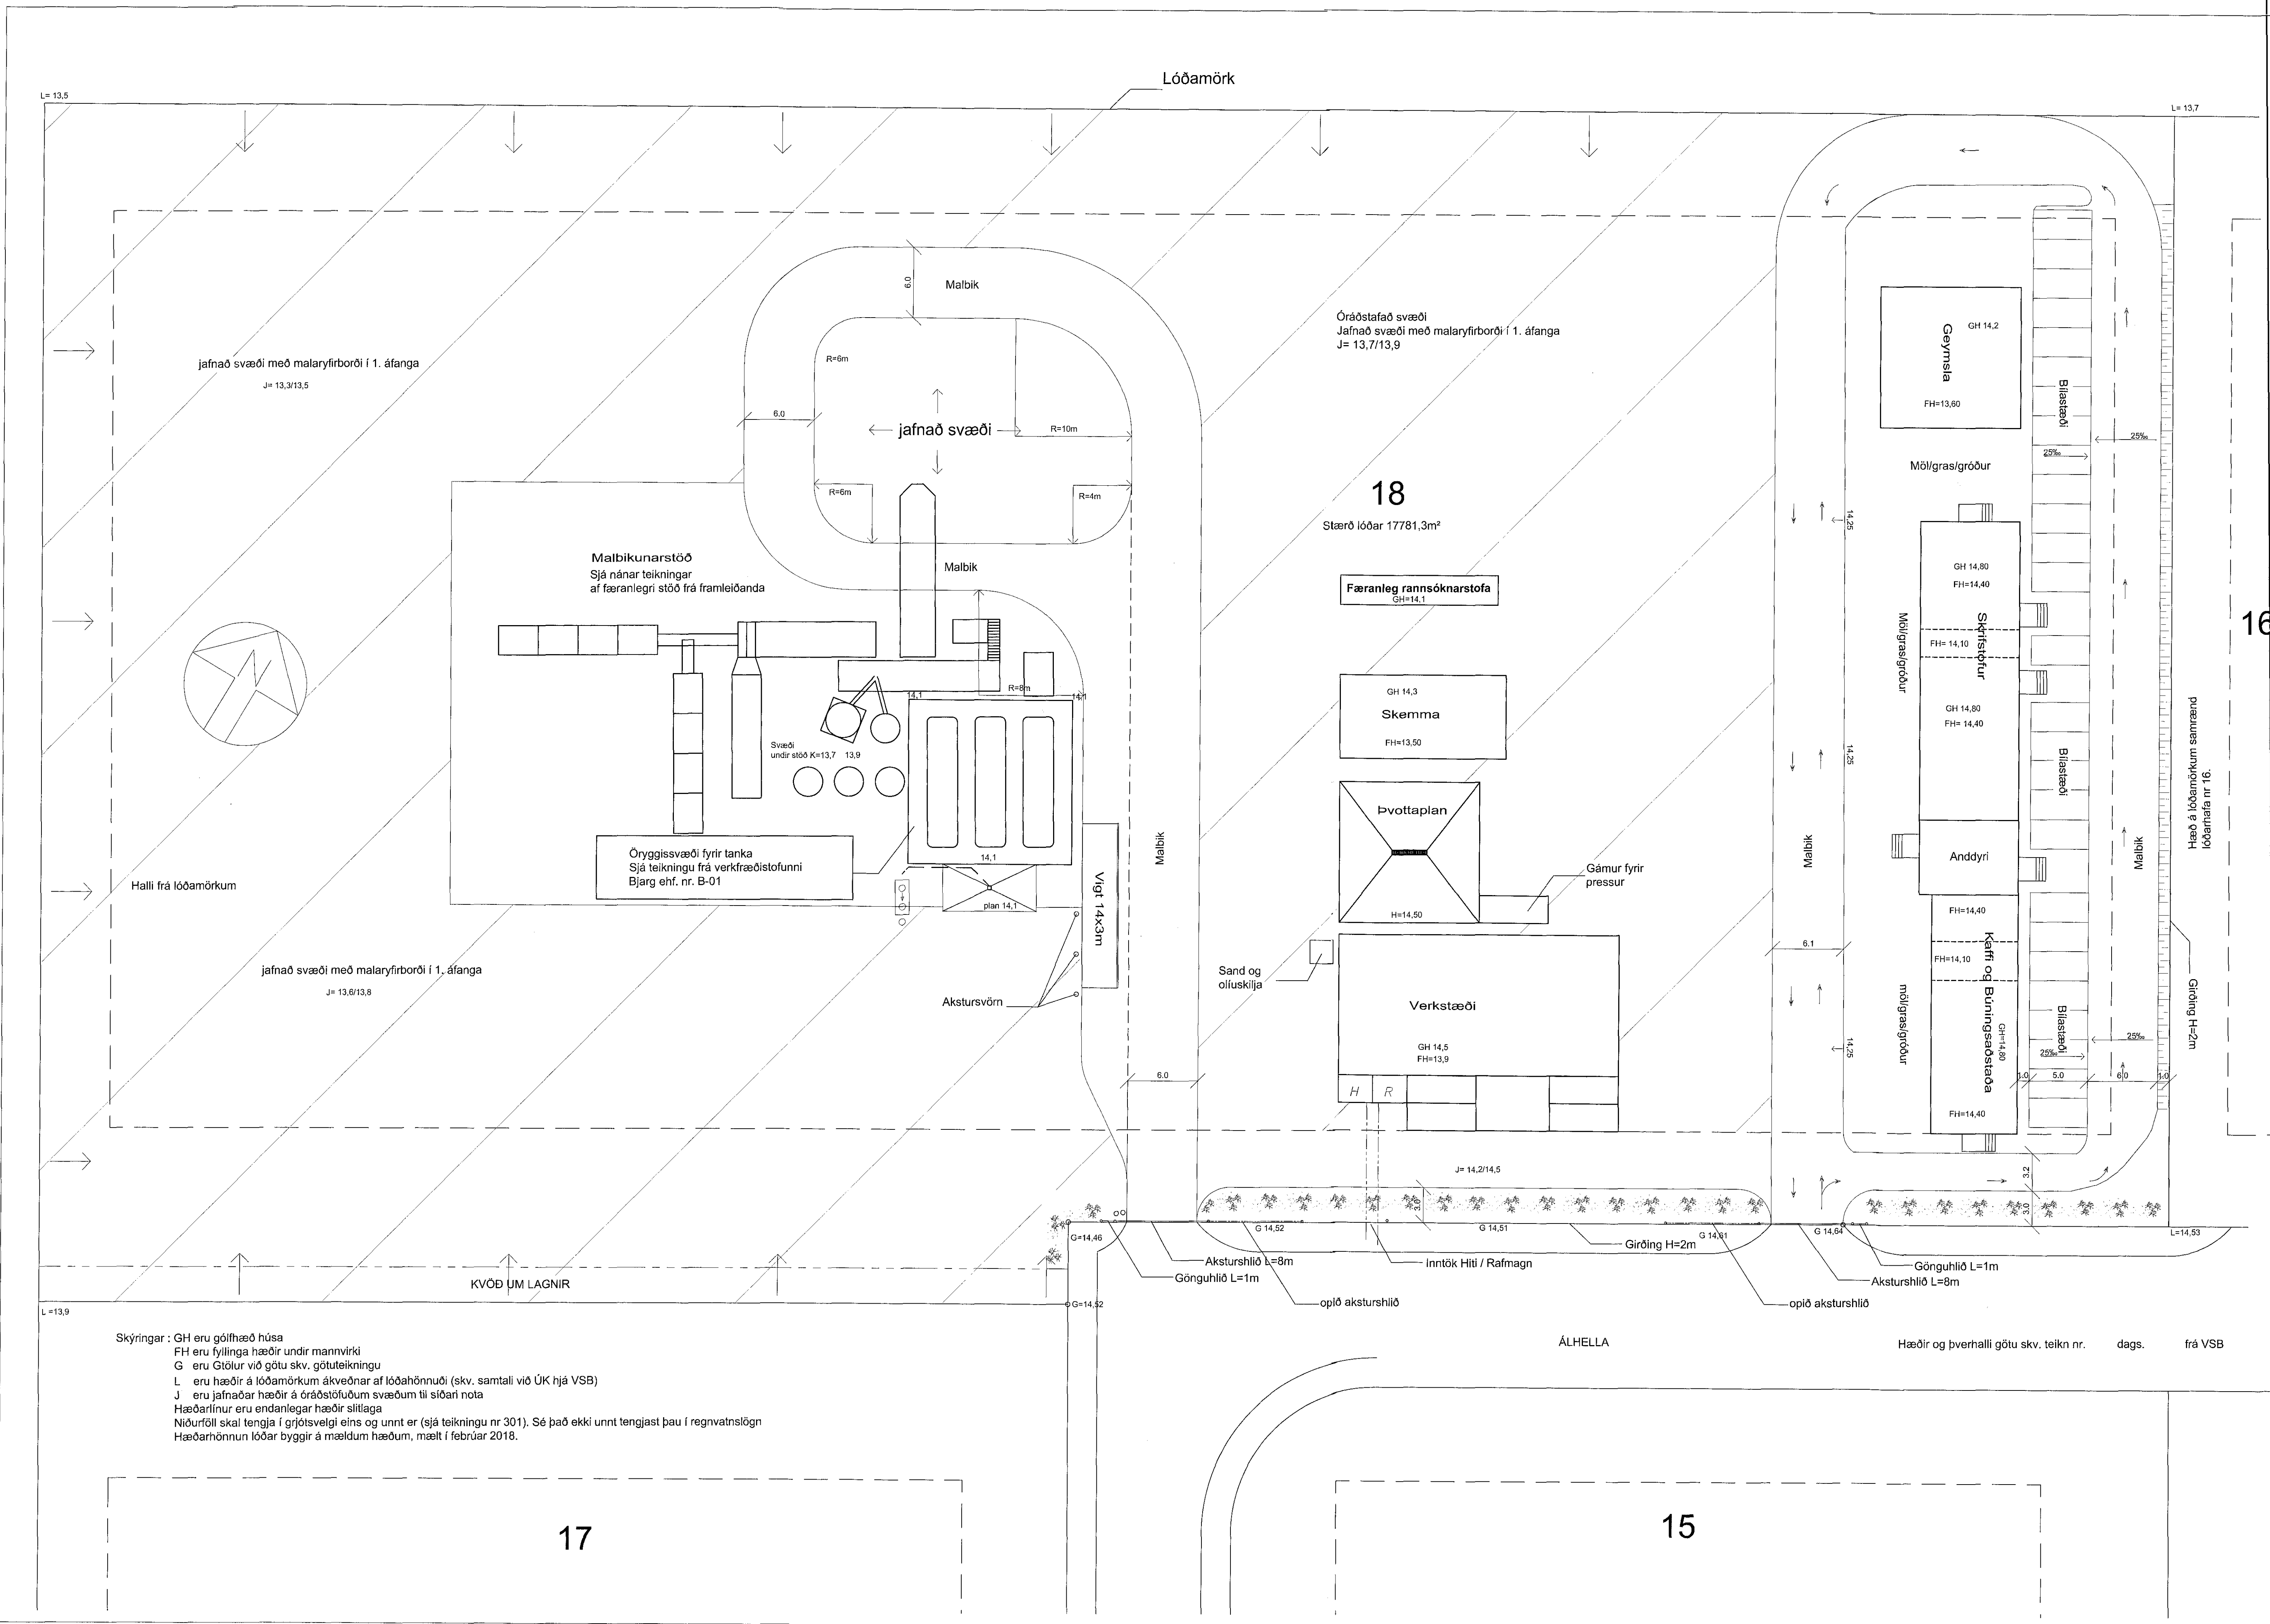 Lóðamörk
L= 13,5
L= 13,7
6.0
Malbik
Óráðstafað svæði
Jafnað svæði með malaryfirborði í 1. áfanga
J= 13,7/13,9
jafnað svæði með malaryfirborði í 1. áfanga
J= 13,3/13,5
R=6m
6.0
jafnað svæði
R=10m
R=6m
R=4m
18
Stærð lóðar 17781,3m²
Malbikunarstöð
Sjá nánar teikningar
af færanlegri stöð frá framleiðanda
Malbik
Færanleg rannsóknarstofa
GH=14,1
R=8m
14,1
14,1
GH 14,3
Skemma
FH=13,50
Svæði
undir stöð K=13,7 13,9
Þvottaplan
H=14,50
Gámur fyrir
pressur
Öryggissvæði fyrir tanka
Sjá teikningu frá verkfræðistofunni
Bjarg ehf. nr. B-01
14,1
plan 14,1
Vigt 14x3m
Malbik
Halli frá lóðamörkum
jafnað svæði með malaryfirborði í 1. áfanga
J= 13,6/13,8
Akstursvörn
Sand og
olíuskilja
Verkstæði
GH 14,5
FH=13,9
H
R
6.0
Geymsla
GH 14,2
FH=13,60
Bílastæði
25‰
25‰
Möl/gras/gróður
14,25
GH 14,80
FH=14,40
Skrifstofur
FH= 14,10
GH 14,80
FH= 14,40
Möl/gras/gróður
16
14,25
Bílastæði
Malbik
Anddyri
Malbik
Hæð á lóðamörkum samrænd
lóðarhafa nr 16.
FH=14,40
FH=14,10
Kaffi og Búningsaðstaða
GH=14,80
FH=14,40
6.1
möl/gras/gróður
14,25
Bílastæði
25‰
25‰
1.0
5.0
6.0
1.0
Girðing H=2m
J= 14,2/14,5
3.0
3.2
3.0
G=14,46
G 14,52
G 14,51
G 14,61
G 14,64
L=14,53
Aksturshlið L=8m
Gönguhlið L=1m
Inntök Hiti / Rafmagn
Girðing H=2m
Gönguhlið L=1m
Aksturshlið L=8m
opið aksturshlið
opið aksturshlið
KVÖÐ UM LAGNIR
L =13,9
G=14,52
ÁLHELLA
Hæðir og þverhalli götu skv. teikn nr. dags. frá VSB
Skýringar : GH eru gólfhæð húsa
FH eru fyllinga hæðir undir mannvirki
G eru Gtölur við götu skv. götuteikningu
L eru hæðir á lóðamörkum ákveðnar af lóðahönnuði (skv. samtali við ÚK hjá VSB)
J eru jafnaðar hæðir á óráðstöfuðum svæðum til síðari nota
Hæðarlínur eru endanlegar hæðir slitlaga
Niðurföll skal tengja í grjótsvelgi eins og unnt er (sjá teikningu nr 301). Sé það ekki unnt tengjast þau í regnvatnslögn
Hæðarhönnun lóðar byggir á mældum hæðum, mælt í febrúar 2018.
17
15